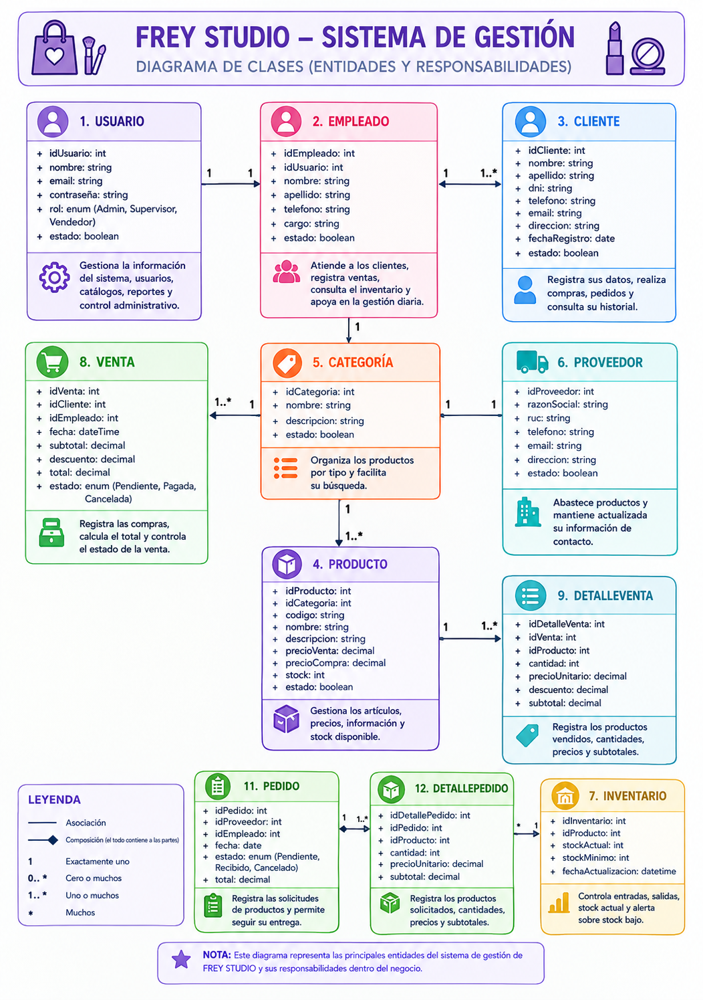 FREY STUDIO – SISTEMA DE GESTIÓN
DIAGRAMA DE CLASES (ENTIDADES Y RESPONSABILIDADES)
1. USUARIO
+ idUsuario: int
+ nombre: string
+ email: string
+ contraseña: string
+ rol: enum (Admin, Supervisor,
Vendedor)
+ estado: boolean
Gestiona la información
del sistema, usuarios,
catálogos, reportes y
control administrativo.
1 1
2. EMPLEADO
+ idEmpleado: int
+ idUsuario: int
+ nombre: string
+ apellido: string
+ telefono: string
+ cargo: string
+ estado: boolean
Atiende a los clientes,
registra ventas,
consulta el inventario y
apoya en la gestión diaria.
1 1..*
3. CLIENTE
+ idCliente: int
+ nombre: string
+ apellido: string
+ dni: string
+ telefono: string
+ email: string
+ direccion: string
+ fechaRegistro: date
+ estado: boolean
Registra sus datos, realiza
compras, pedidos y
consulta su historial.
1
8. VENTA
+ idVenta: int
+ idCliente: int
+ idEmpleado: int
+ fecha: dateTime
+ subtotal: decimal
+ descuento: decimal
+ total: decimal
+ estado: enum (Pendiente, Pagada,
Cancelada)
Registra las compras,
calcula el total y controla
el estado de la venta.
1..* 1
5. CATEGORÍA
+ idCategoria: int
+ nombre: string
+ descripcion: string
+ estado: boolean
Organiza los productos
por tipo y facilita
su búsqueda.
1 1
6. PROVEEDOR
+ idProveedor: int
+ razonSocial: string
+ ruc: string
+ telefono: string
+ email: string
+ direccion: string
+ estado: boolean
Abastece productos y
mantiene actualizada
su información de
contacto.
1
1..*
4. PRODUCTO
+ idProducto: int
+ idCategoria: int
+ codigo: string
+ nombre: string
+ descripcion: string
+ precioVenta: decimal
+ precioCompra: decimal
+ stock: int
+ estado: boolean
Gestiona los artículos,
precios, información y
stock disponible.
1 1..*
9. DETALLEVENTA
+ idDetalleVenta: int
+ idVenta: int
+ idProducto: int
+ cantidad: int
+ precioUnitario: decimal
+ descuento: decimal
+ subtotal: decimal
Registra los productos
vendidos, cantidades,
precios y subtotales.
LEYENDA
Asociación
Composición (el todo contiene a las partes)
1 Exactamente uno
0.. * Cero o muchos
1.. * Uno o muchos
* Muchos
11. PEDIDO
+ idPedido: int
+ idProveedor: int
+ idEmpleado: int
+ fecha: date
+ estado: enum (Pendiente,
Recibido, Cancelado)
+ total: decimal
Registra las solicitudes
de productos y permite
seguir su entrega.
1 1..*
12. DETALLEPEDIDO
+ idDetallePedido: int
+ idPedido: int
+ idProducto: int
+ cantidad: int
+ precioUnitario: decimal
+ subtotal: decimal
Registra los productos
solicitados, cantidades,
precios y subtotales.
* 1
7. INVENTARIO
+ idInventario: int
+ idProducto: int
+ stockActual: int
+ stockMinimo: int
+ fechaActualizacion: datetime
Controla entradas, salidas,
stock actual y alerta
sobre stock bajo.
NOTA: Este diagrama representa las principales entidades del sistema de gestión de
FREY STUDIO y sus responsabilidades dentro del negocio.